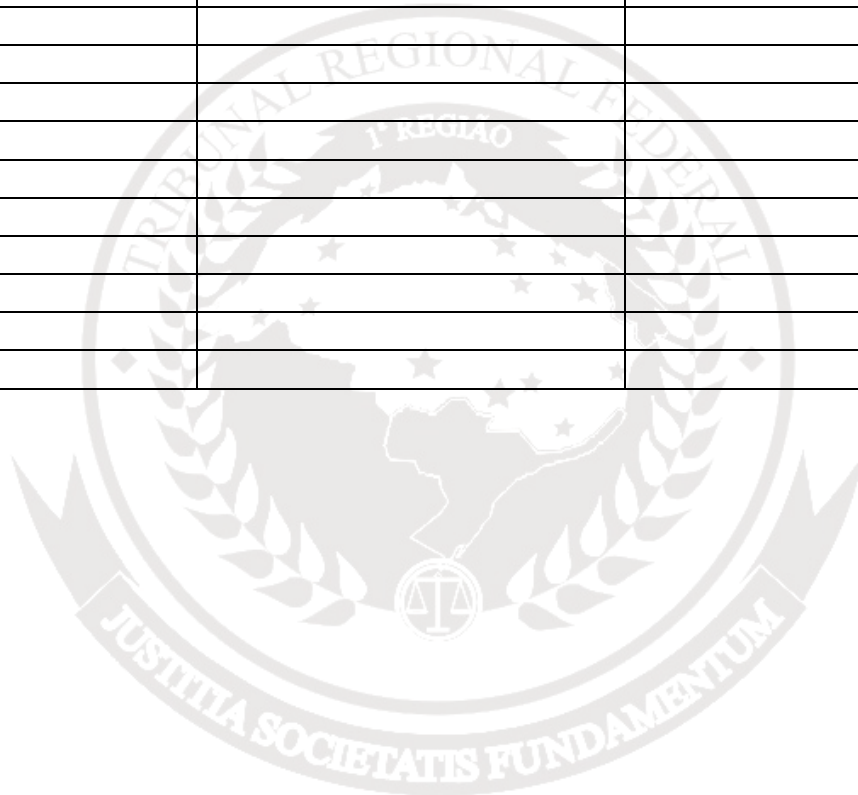 TRIBUNAL REGIONAL FEDERAL
1ª REGIÃO
JUSTITIA SOCIETATIS FUNDAMENTUM